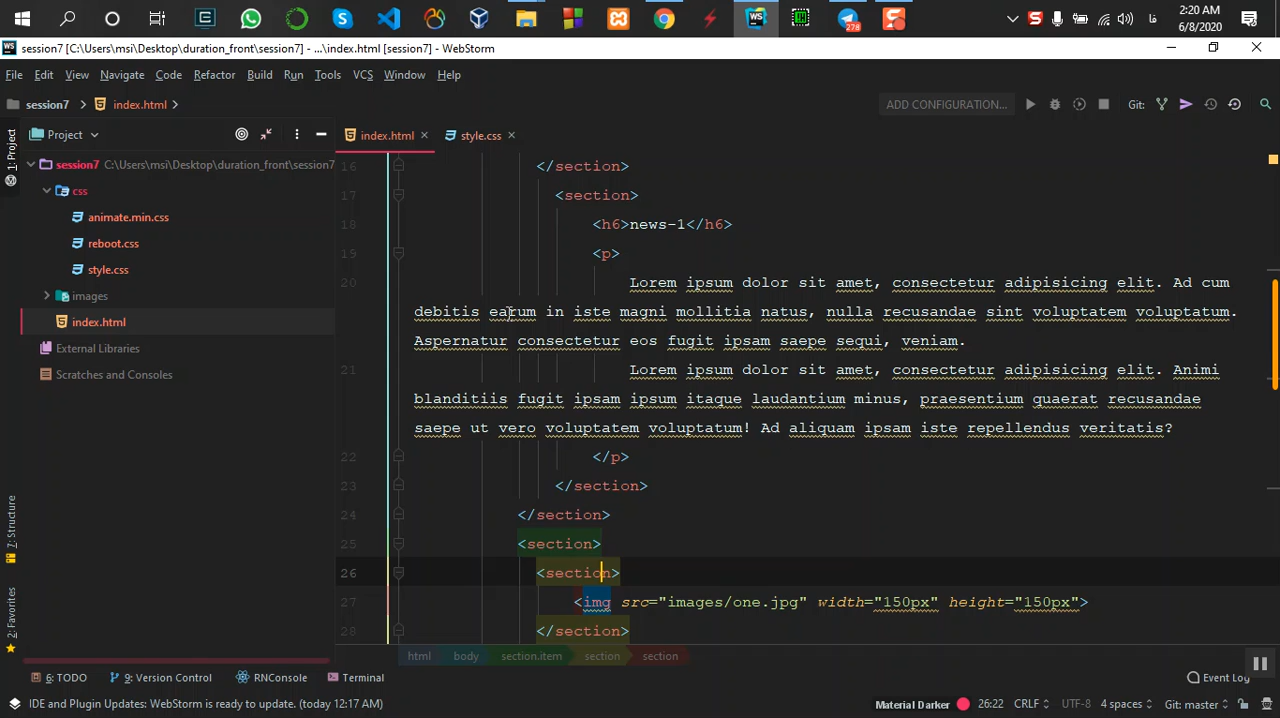 278
فا
2:20 AM
6/8/2020
WS
session7 [C:\Users\msi\Desktop\duration_front\session7] - ...\index.html [session7] - WebStorm
File Edit View Navigate Code Refactor Build Run Tools VCS Window Help
session7 index.html
ADD CONFIGURATION...
Git:
1: Project
Project
index.html
style.css
session7 C:\Users\msi\Desktop\duration_front\session7
css
animate.min.css
reboot.css
style.css
images
index.html
External Libraries
Scratches and Consoles
16 </section>
17 <section>
18 <h6>news-1</h6>
19 <p>
20 Lorem ipsum dolor sit amet, consectetur adipisicing elit. Ad cum
debitis earum in iste magni mollitia natus, nulla recusandae sint voluptatem voluptatum.
Aspernatur consectetur eos fugit ipsam saepe sequi, veniam.
21 Lorem ipsum dolor sit amet, consectetur adipisicing elit. Animi
blanditiis fugit ipsam ipsum itaque laudantium minus, praesentium quaerat recusandae
saepe ut vero voluptatem voluptatum! Ad aliquam ipsam iste repellendus veritatis?
22 </p>
23 </section>
24 </section>
25 <section>
26 <section>
27 <img src="images/one.jpg" width="150px" height="150px">
28 </section>
7: Structure
2: Favorites
html body section.item section section
6: TODO 9: Version Control RNConsole Terminal
Event Log
IDE and Plugin Updates: WebStorm is ready to update. (today 12:17 AM)
Material Darker 26:22 CRLF UTF-8 4 spaces Git: master